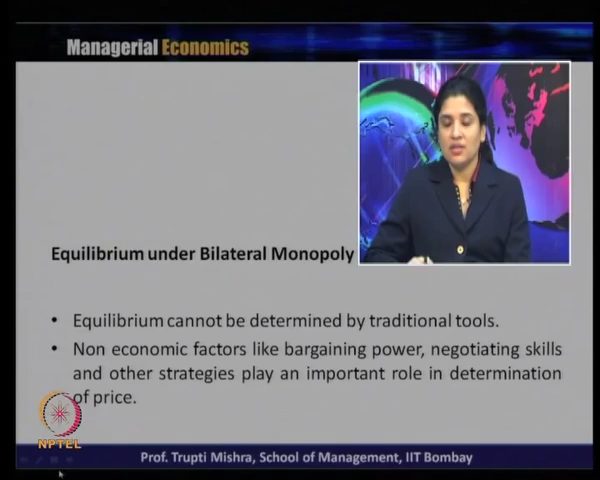 Managerial Economics
Equilibrium under Bilateral Monopoly
• Equilibrium cannot be determined by traditional tools.
• Non economic factors like bargaining power, negotiating skills
and other strategies play an important role in determination
of price.
NPTEL
Prof. Trupti Mishra, School of Management, IIT Bombay